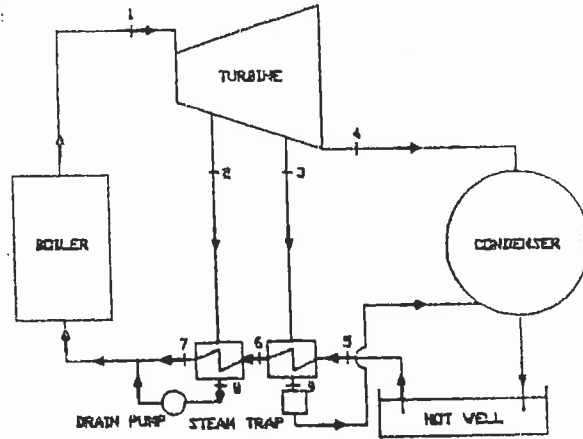 1
TURBINE
4
2
3
BOILER
CONDENSER
7
6
5
8
9
DRAIN PUMP
STEAM TRAP
HOT WELL